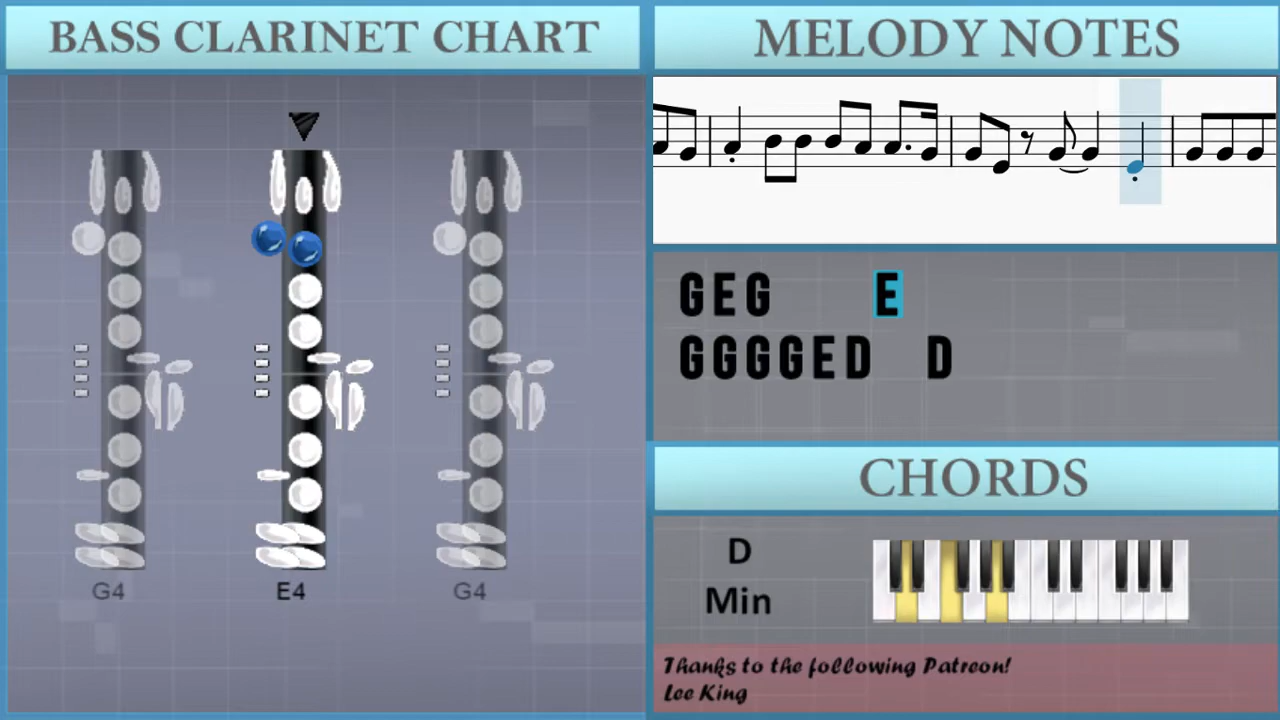 BASS CLARINET CHART
G4
E4
G4
MELODY NOTES
GEG E
GGGGED D
CHORDS
D
Min
Thanks to the following Patreon!
Lee King